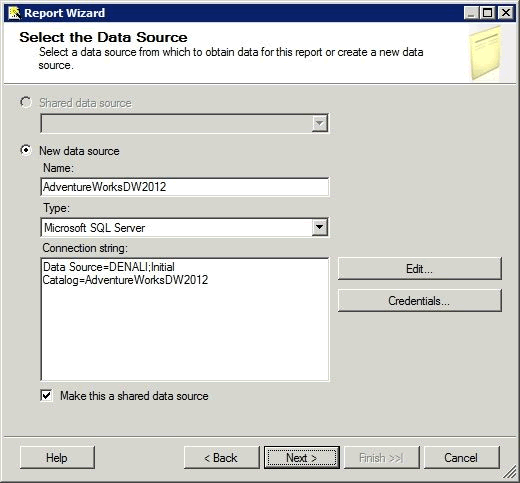 Report Wizard
Select the Data Source
Select a data source from which to obtain data for this report or create a new data
source.
Shared data source
New data source
Name:
AdventureWorksDW2012
Type:
Microsoft SQL Server
Connection string:
Data Source=DENALI;Initial
Catalog=AdventureWorksDW2012
Edit...
Credentials...
Make this a shared data source
Help
< Back
Next >
Finish >>|
Cancel